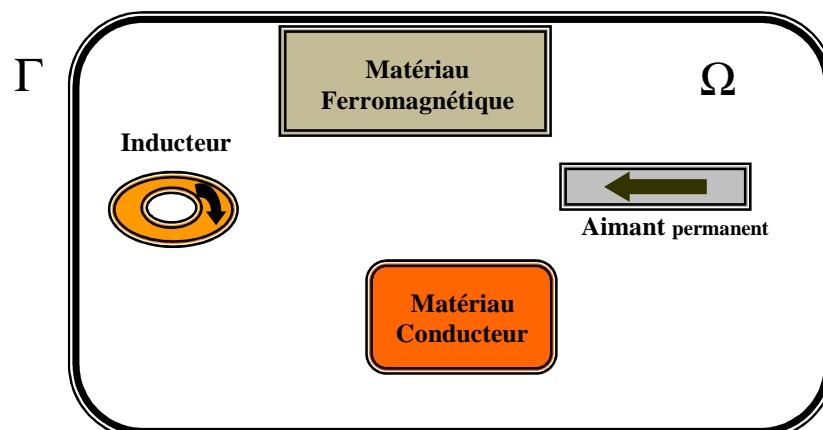 Γ
Matériau
Ferromagnétique
Ω
Inducteur
Aimant permanent
Matériau
Conducteur